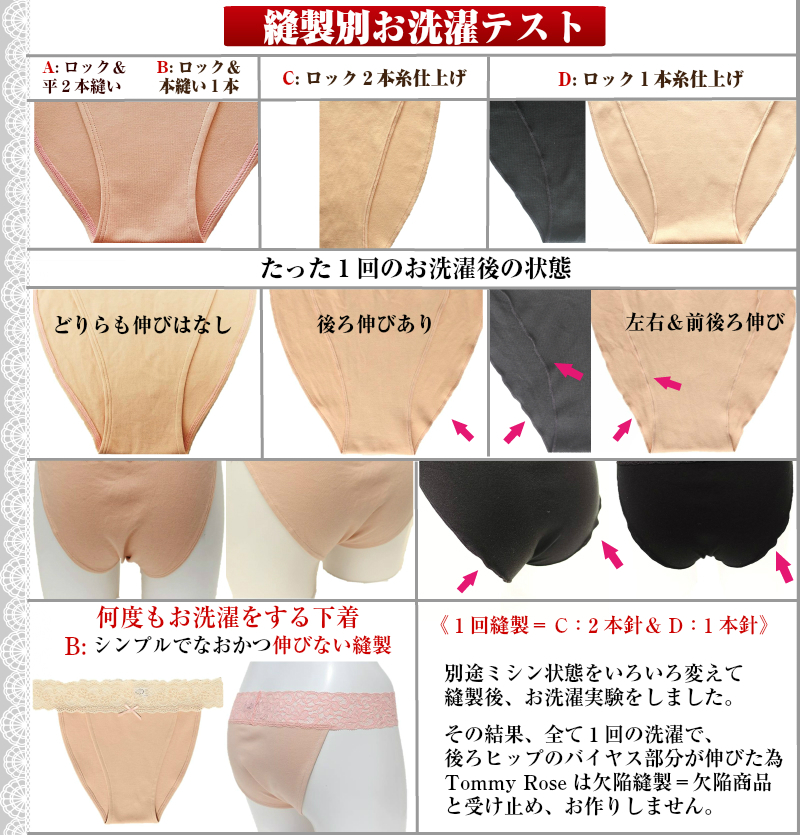 縫製別お洗濯テスト
A: ロック＆
平２本縫い
B: ロック＆
本縫い１本
C: ロック２本糸仕上げ
D: ロック１本糸仕上げ
たった１回のお洗濯後の状態
どりらも伸びはなし
後ろ伸びあり
左右＆前後ろ伸び
何度もお洗濯をする下着
B: シンプルでなおかつ伸びない縫製
《１回縫製＝ C：2 本針＆ D：1 本針》
別途ミシン状態をいろいろ変えて
縫製後、お洗濯実験をしました。
その結果、全て１回の洗濯で、
後ろヒップのバイヤス部分が伸びた為
Tommy Rose は欠陥縫製＝欠陥商品
と受け止め、お作りしません。